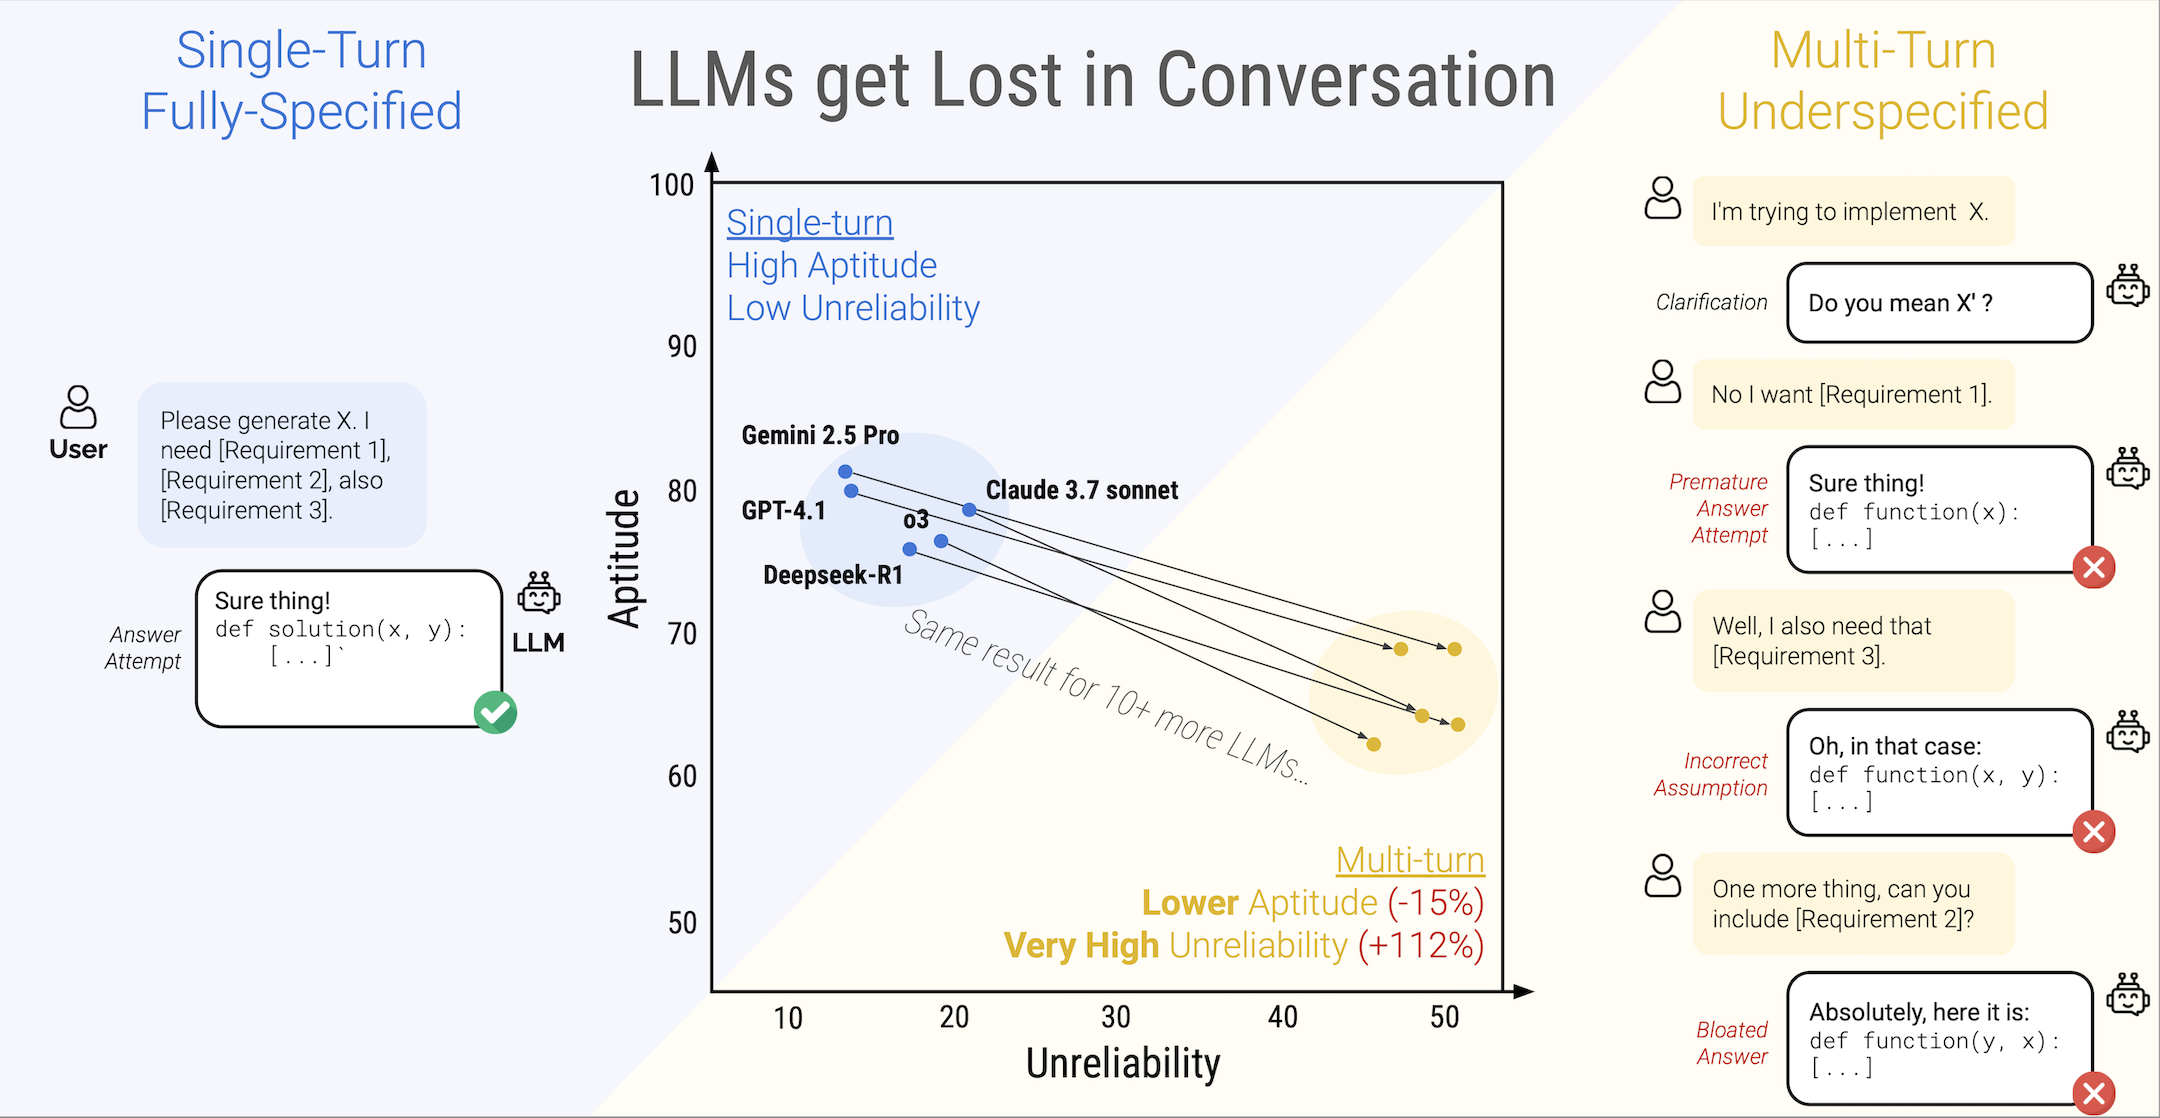 Single-Turn
Fully-Specified
LLMs get Lost in Conversation
Multi-Turn
Underspecified
User
Please generate X. I
need [Requirement 1],
[Requirement 2], also
[Requirement 3].
Answer
Attempt
Sure thing!
def solution(x, y):
[...]`
LLM
Aptitude
100
90
80
70
60
50
Single-turn
High Aptitude
Low Unreliability
Gemini 2.5 Pro
GPT-4.1
o3
Claude 3.7 sonnet
Deepseek-R1
Same result for 10+ more LLMs...
Multi-turn
Lower Aptitude (-15%)
Very High Unreliability (+112%)
10
20
30
40
50
Unreliability
I'm trying to implement X.
Clarification
Do you mean X' ?
No I want [Requirement 1].
Premature
Answer
Attempt
Sure thing!
def function(x):
[...]
Well, I also need that
[Requirement 3].
Incorrect
Assumption
Oh, in that case:
def function(x, y):
[...]
One more thing, can you
include [Requirement 2]?
Bloated
Answer
Absolutely, here it is:
def function(y, x):
[...]